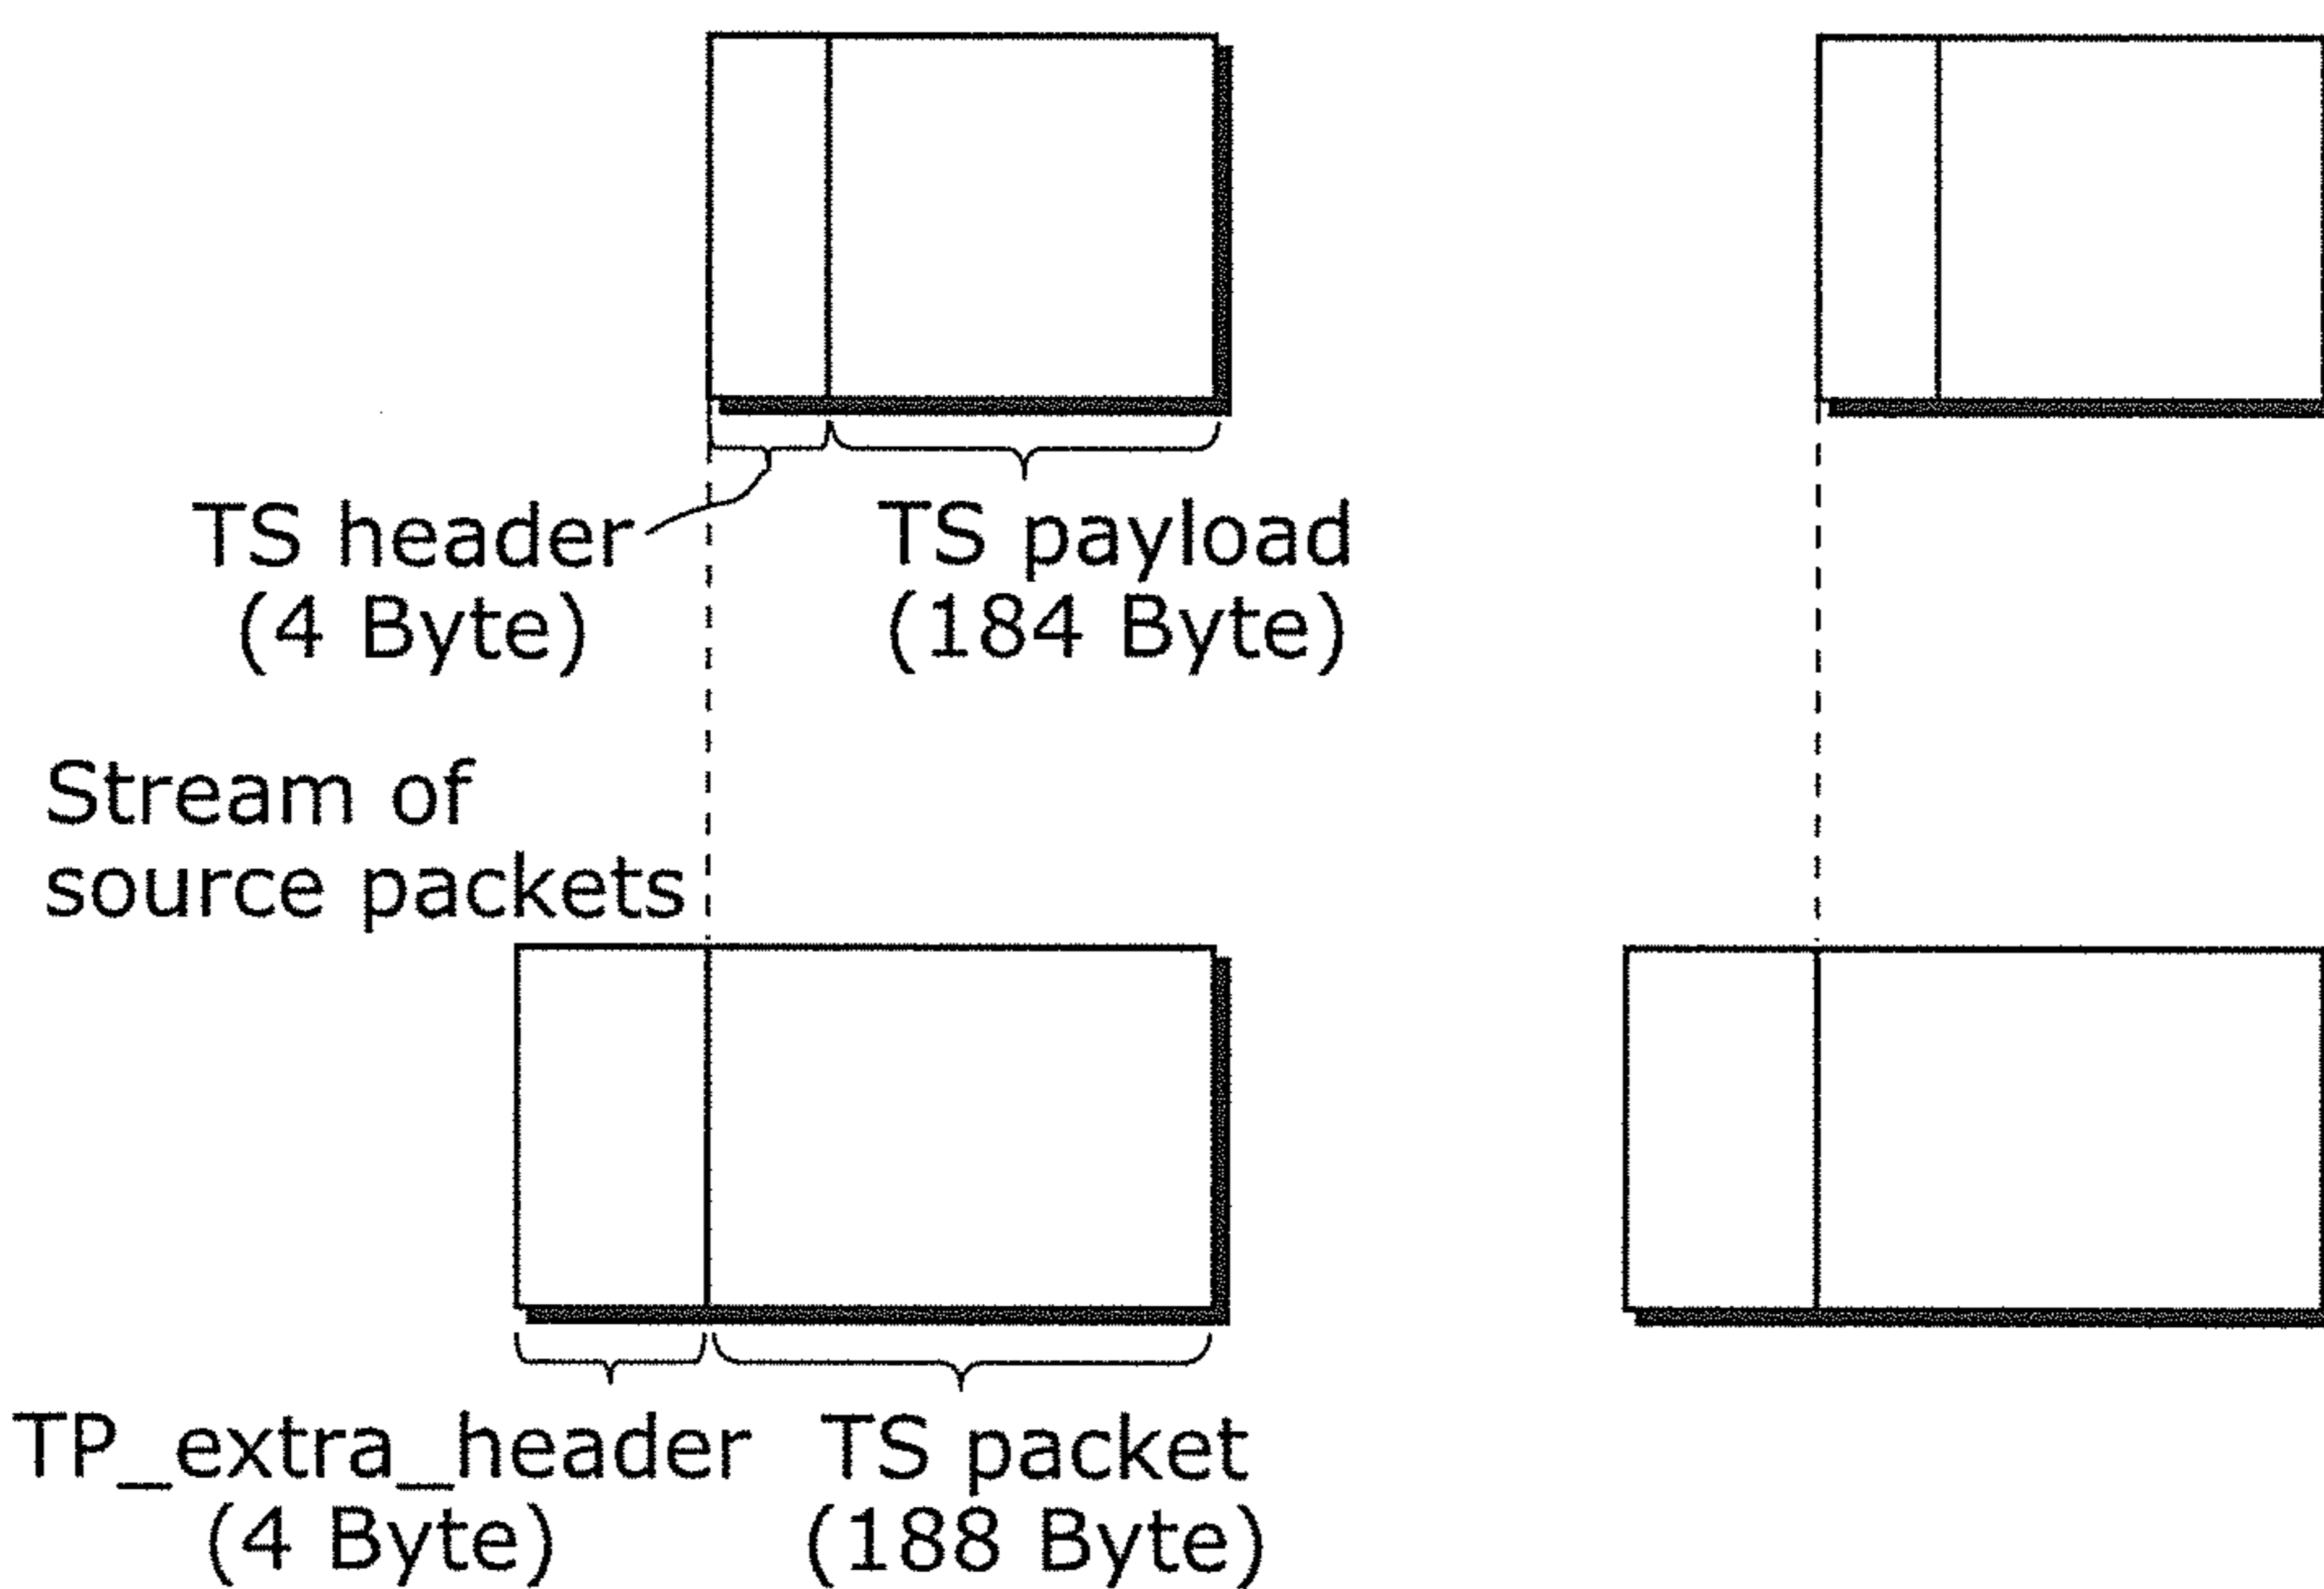 TS header
(4 Byte)
TS payload
(184 Byte)
Stream of
source packets
TP_extra_header
(4 Byte)
TS packet
(188 Byte)